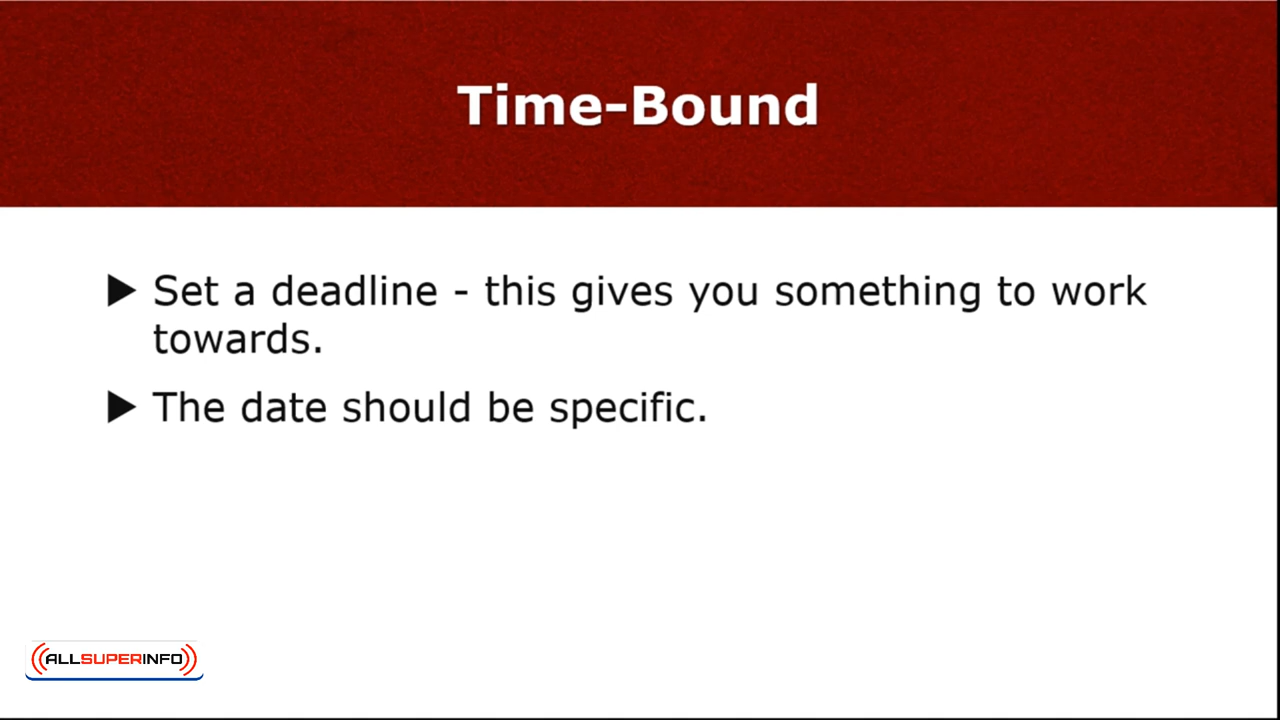 Time-Bound
Set a deadline - this gives you something to work
towards.
The date should be specific.
ALLSUPERINFO